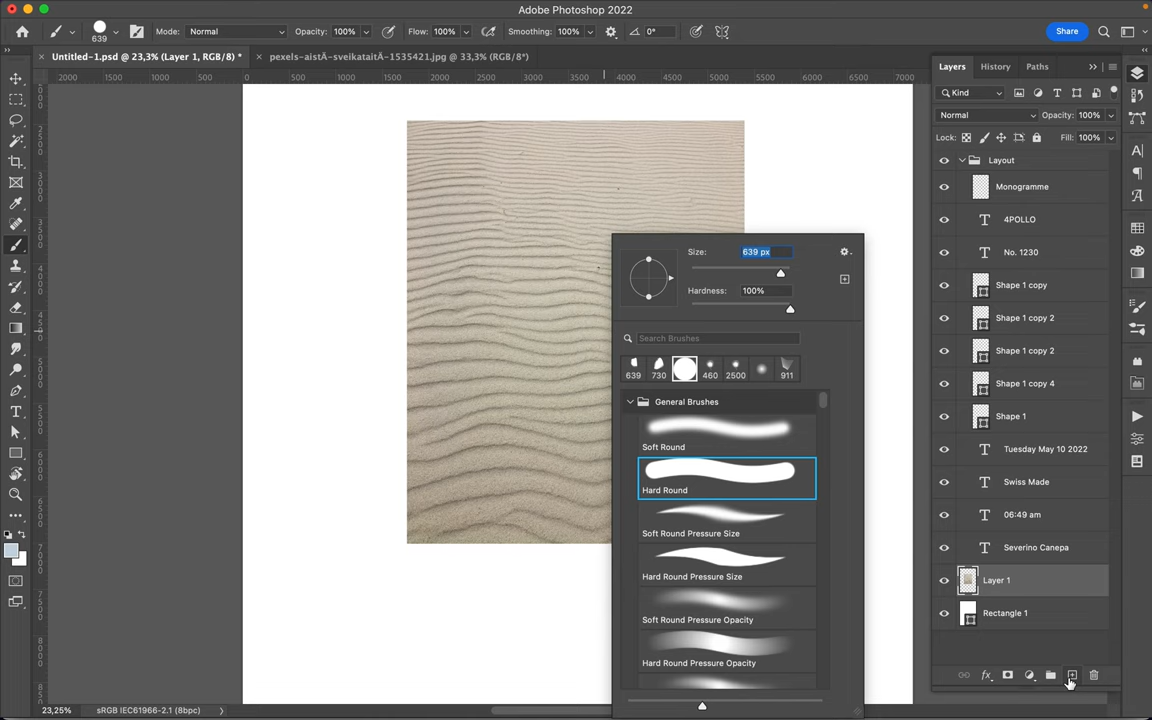 Adobe Photoshop 2022
639
Mode: Normal
Opacity: 100%
Flow: 100%
Smoothing: 100%
0°
Share
Untitled-1.psd @ 23,3% (Layer 1, RGB/8) *
pexels-aistÄ-sveikataitÄ-1535421.jpg @ 33,3% (RGB/8*)
2000 1500 1000 500 0 500 1000 1500 2000 2500 3000 3500 4000 4500 5000 5500 6000 6500 7000
Layers
History
Paths
Kind
Normal
Opacity: 100%
Lock:
Fill: 100%
Layout
Monogramme
4POLLO
No. 1230
Shape 1 copy
Shape 1 copy 2
Shape 1 copy 2
Shape 1 copy 4
Shape 1
Tuesday May 10 2022
Swiss Made
06:49 am
Severino Canepa
Layer 1
Rectangle 1
Size: 639 px
Hardness: 100%
Search Brushes
639 730 460 2500 911
General Brushes
Soft Round
Hard Round
Soft Round Pressure Size
Hard Round Pressure Size
Soft Round Pressure Opacity
Hard Round Pressure Opacity
23,25%
sRGB IEC61966-2.1 (8bpc)